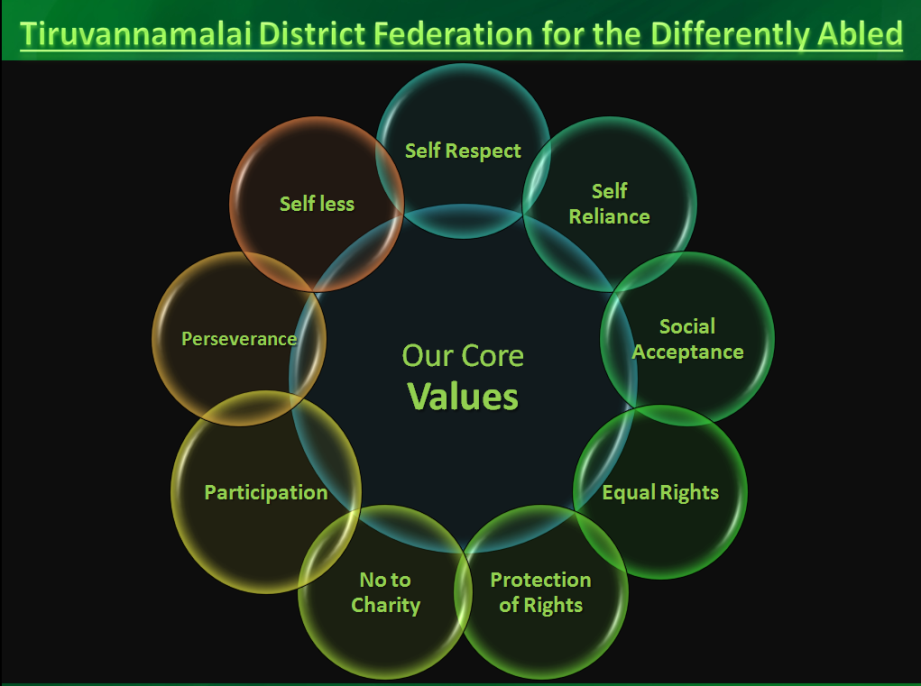 Tiruvannamalai District Federation for the Differently Abled
Self Respect
Self
Reliance
Social
Acceptance
Equal Rights
Protection
of Rights
No to
Charity
Participation
Perseverance
Self less
Our Core
Values